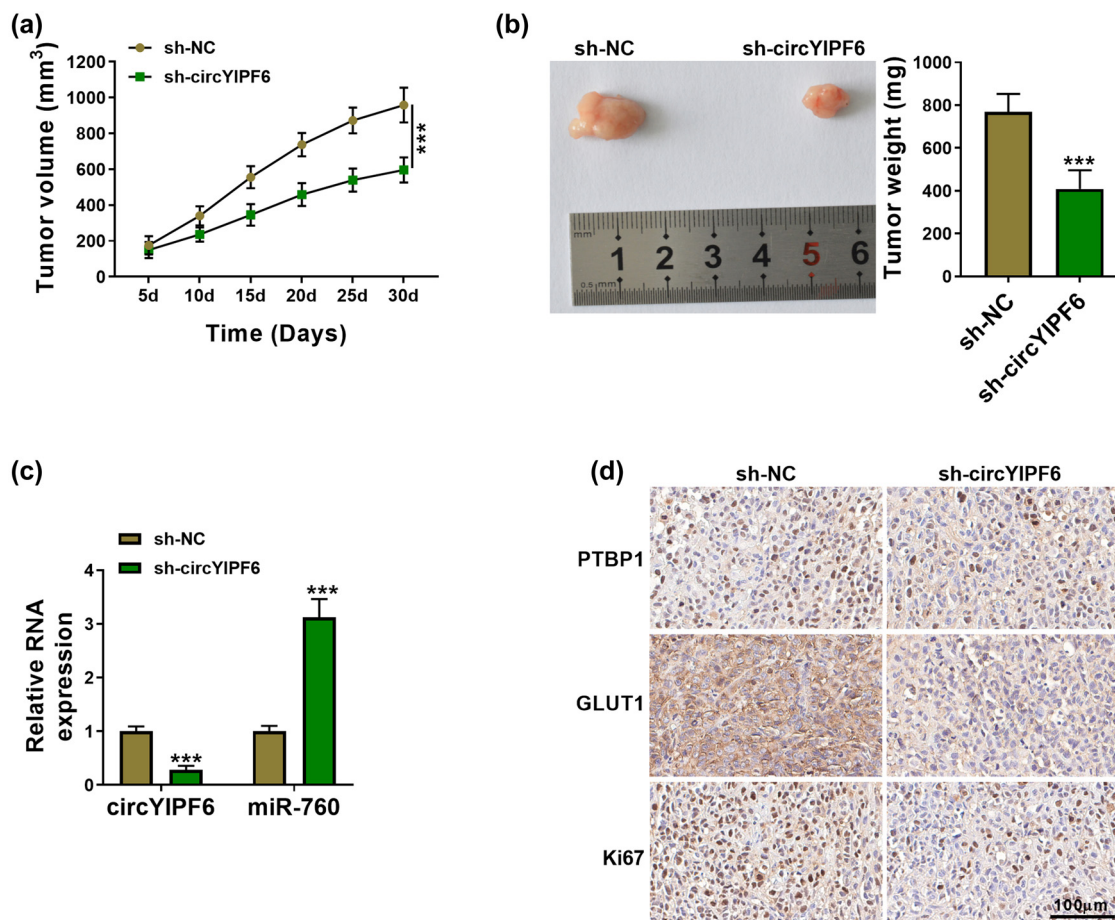 (a)
sh-NC
sh-circYIPF6
Tumor volume (mm³)
1000
800
600
400
200
0
5d 10d 15d 20d 25d 30d
Time (Days)
***
(b)
sh-NC sh-circYIPF6
mm
1 2 3 4 5 6
0.5 mm
Tumor weight (mg)
1000
800
600
400
200
0
***
sh-NC
sh-circYIPF6
(c)
sh-NC
sh-circYIPF6
Relative RNA
expression
4
3
2
1
0
***
***
circYIPF6 miR-760
(d)
sh-NC sh-circYIPF6
PTBP1
GLUT1
Ki67
100μm